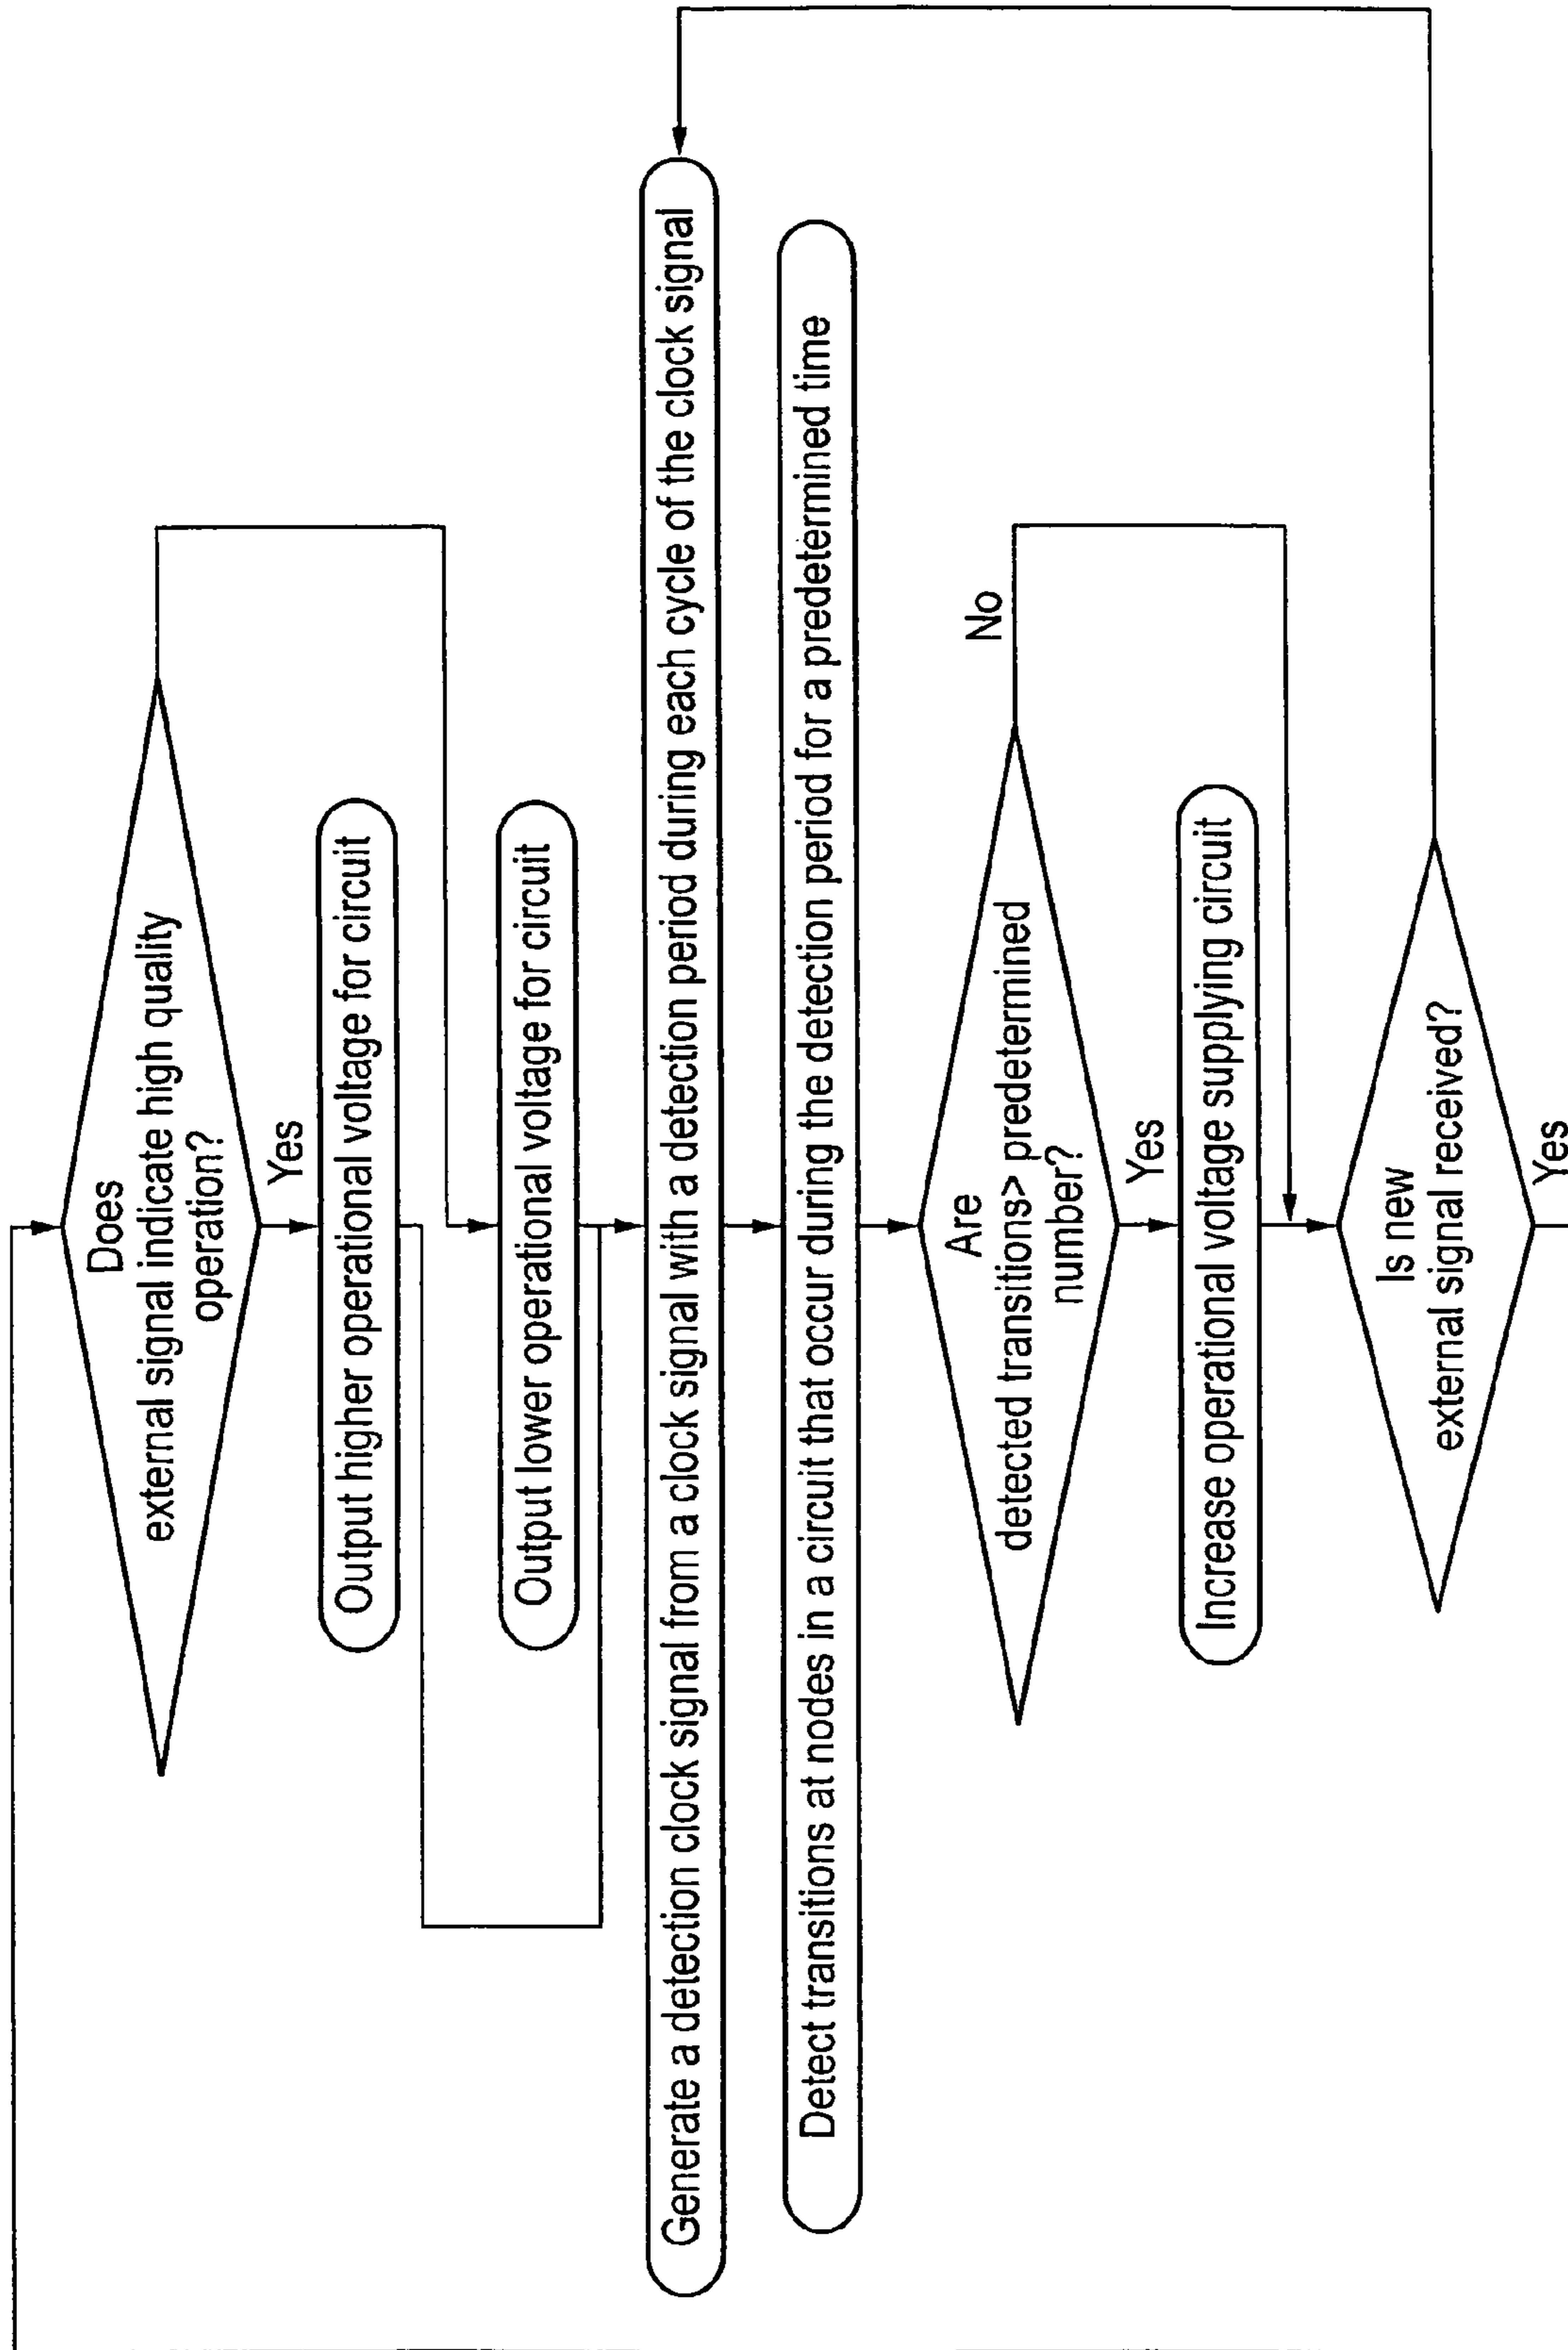 Does
external signal indicate high quality
operation?
Yes
Output higher operational voltage for circuit
Output lower operational voltage for circuit
Generate a detection clock signal from a clock signal with a detection period during each cycle of the clock signal
Detect transitions at nodes in a circuit that occur during the detection period for a predetermined time
Are
detected transitions> predetermined
number?
No
Yes
Increase operational voltage supplying circuit
Is new
external signal received?
Yes